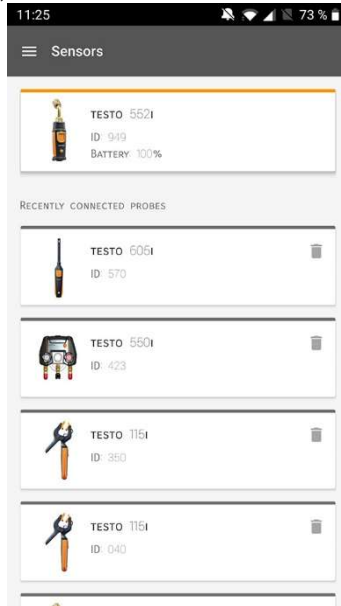 11:25
73 %
Sensors
TESTO 552I
ID: 949
BATTERY: 100%
RECENTLY CONNECTED PROBES
TESTO 605I
ID: 570
TESTO 550I
ID: 423
TESTO 115I
ID: 350
TESTO 115I
ID: 040